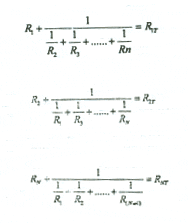 R₁ + 1 / (1/R₂ + 1/R₃ + ...... + 1/Rn) = R₁T
R₂ + 1 / (1/R₁ + 1/R₃ + ...... + 1/R_N) = R₂T
R_N + 1 / (1/R₁ + 1/R₂ + ...... + 1/R_(N-1)) = R_NT